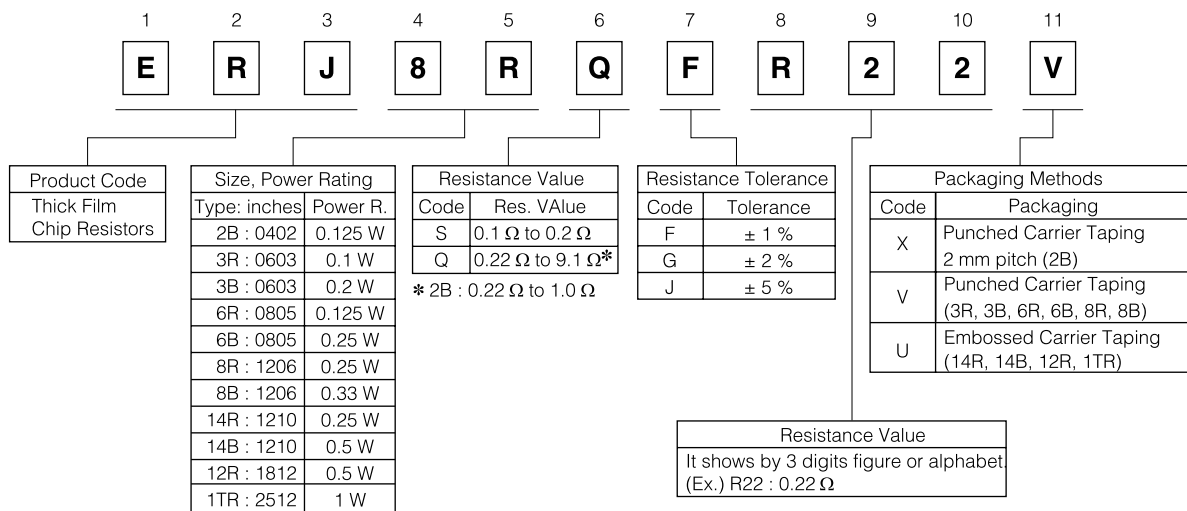 1 2 3 4 5 6 7 8 9 10 11
E R J 8 R Q F R 2 2 V
Product Code
Thick Film
Chip Resistors
Size, Power Rating
Type: inches Power R.
2B : 0402 0.125 W
3R : 0603 0.1 W
3B : 0603 0.2 W
6R : 0805 0.125 W
6B : 0805 0.25 W
8R : 1206 0.25 W
8B : 1206 0.33 W
14R : 1210 0.25 W
14B : 1210 0.5 W
12R : 1812 0.5 W
1TR : 2512 1 W
Resistance Value
Code Res. VAlue
S 0.1 Ω to 0.2 Ω
Q 0.22 Ω to 9.1 Ω*
* 2B : 0.22 Ω to 1.0 Ω
Resistance Tolerance
Code Tolerance
F ± 1 %
G ± 2 %
J ± 5 %
Resistance Value
It shows by 3 digits figure or alphabet.
(Ex.) R22 : 0.22 Ω
Packaging Methods
Code Packaging
X Punched Carrier Taping
2 mm pitch (2B)
V Punched Carrier Taping
(3R, 3B, 6R, 6B, 8R, 8B)
U Embossed Carrier Taping
(14R, 14B, 12R, 1TR)